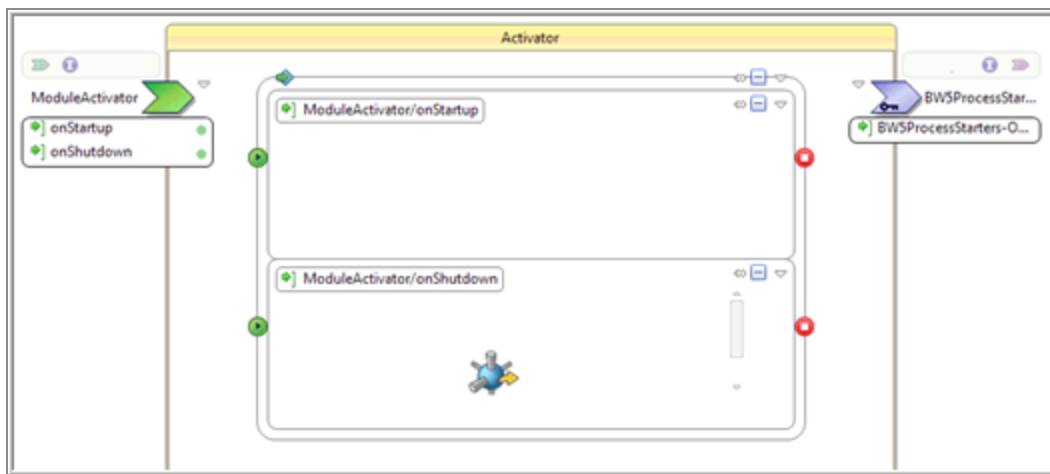 Activator
ModuleActivator
onStartup
onShutdown
ModuleActivator/onStartup
ModuleActivator/onShutdown
BW5ProcessStar...
BW5ProcessStarters-O...